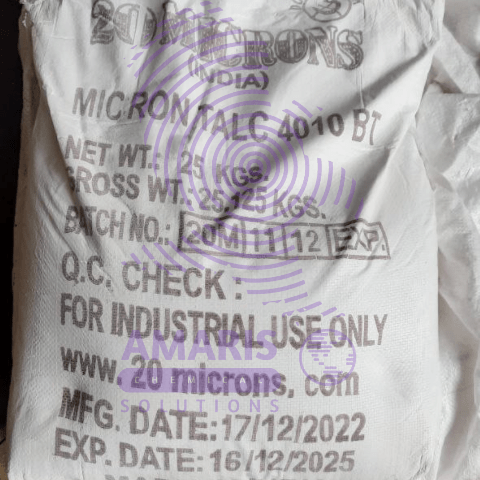 20 MICRONS
(INDIA)
MICRON TALC 4010 BT
NET WT.: 25 KGs.
GROSS WT.: 25.125 KGS.
BATCH NO.: 20M 11 12 EXP.
Q.C. CHECK :
FOR INDUSTRIAL USE ONLY
AMARIS
www. 20 microns. com
SOLUTIONS
MFG. DATE: 17/12/2022
EXP. DATE: 16/12/2025